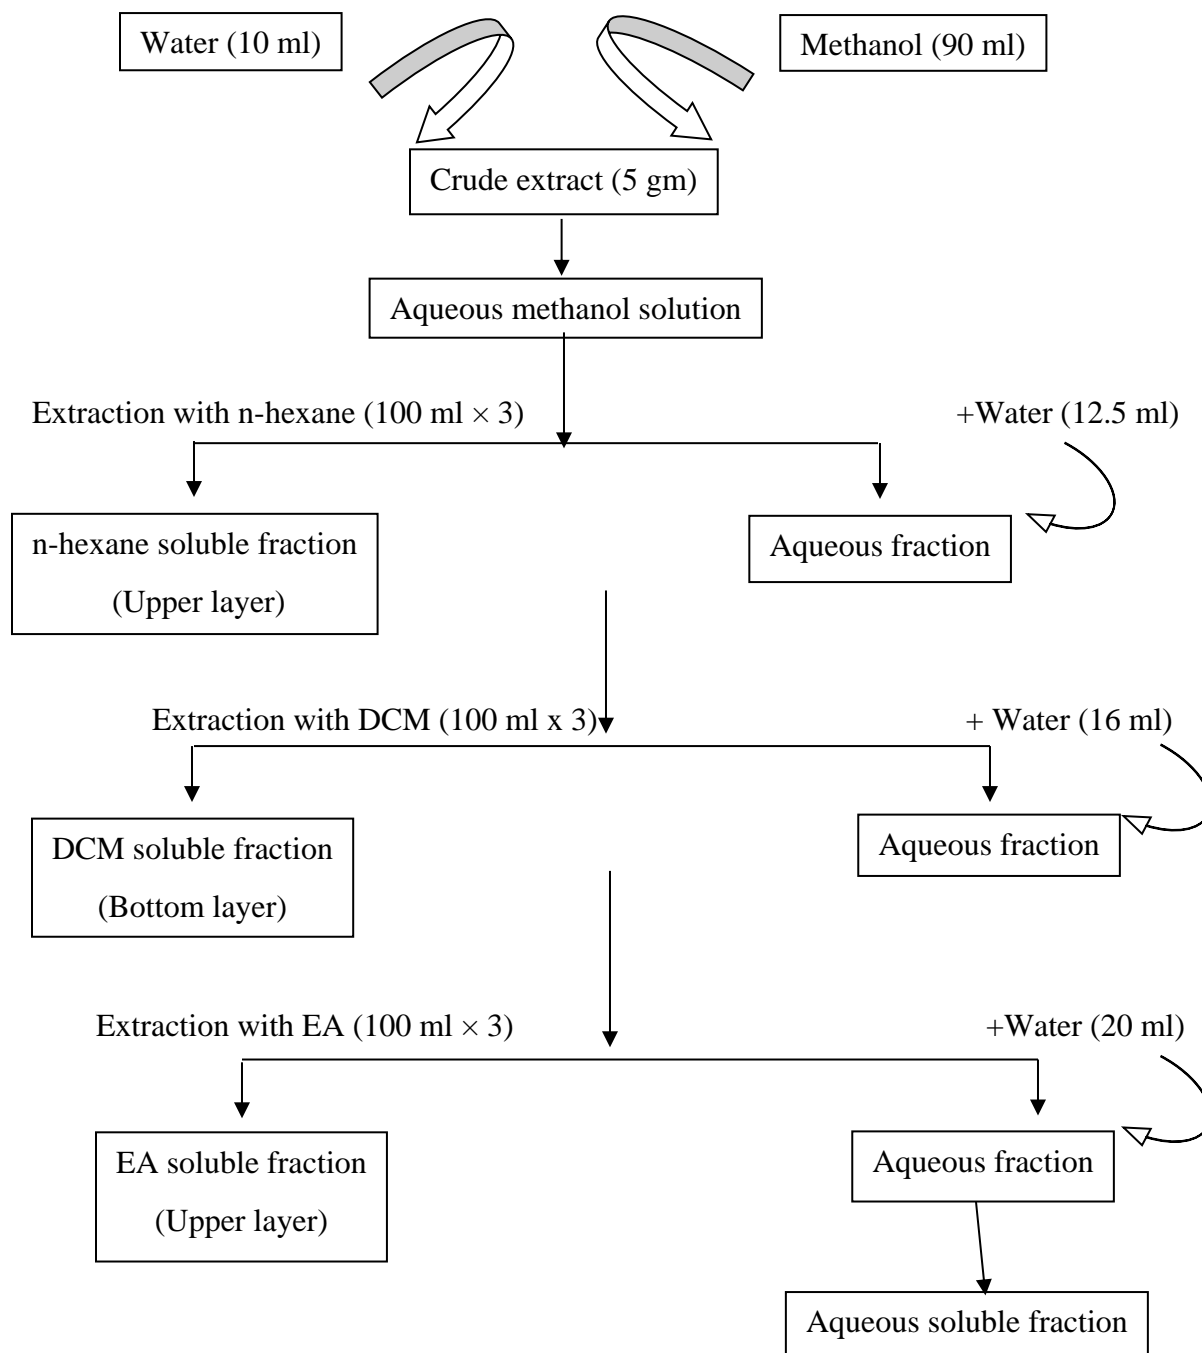 Water (10 ml)
Methanol (90 ml)
Crude extract (5 gm)
Aqueous methanol solution
Extraction with n-hexane (100 ml × 3)
+Water (12.5 ml)
n-hexane soluble fraction
(Upper layer)
Aqueous fraction
Extraction with DCM (100 ml x 3)
+ Water (16 ml)
DCM soluble fraction
(Bottom layer)
Aqueous fraction
Extraction with EA (100 ml × 3)
+Water (20 ml)
EA soluble fraction
(Upper layer)
Aqueous fraction
Aqueous soluble fraction